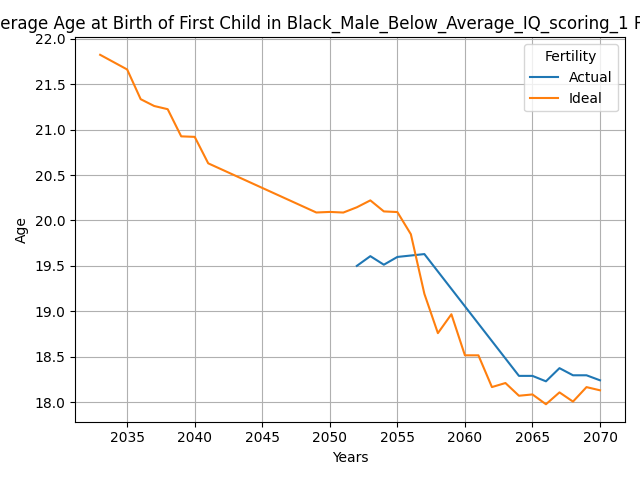 erage Age at Birth of First Child in Black_Male_Below_Average_IQ_scoring_1
Fertility
Actual
Ideal
22.0
21.5
21.0
20.5
20.0
19.5
19.0
18.5
18.0
Age
2035 2040 2045 2050 2055 2060 2065 2070
Years